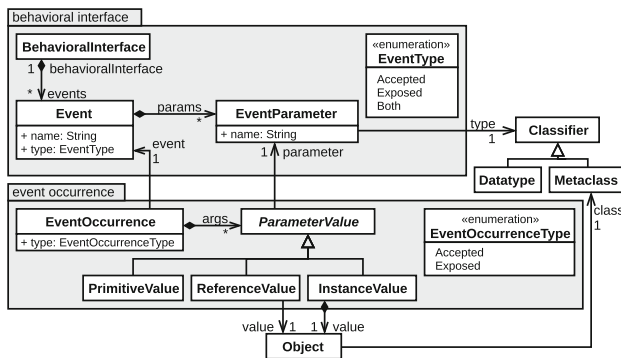 behavioral interface
BehavioralInterface
1 behavioralInterface
* events
Event
+ name: String
+ type: EventType
params
*
EventParameter
+ name: String
«enumeration»
EventType
Accepted
Exposed
Both
type
1
Classifier
Datatype
Metaclass
event
1
1 parameter
event occurrence
EventOccurrence
+ type: EventOccurrenceType
args
*
ParameterValue
«enumeration»
EventOccurrenceType
Accepted
Exposed
class
1
PrimitiveValue
ReferenceValue
InstanceValue
value 1
1 value
Object